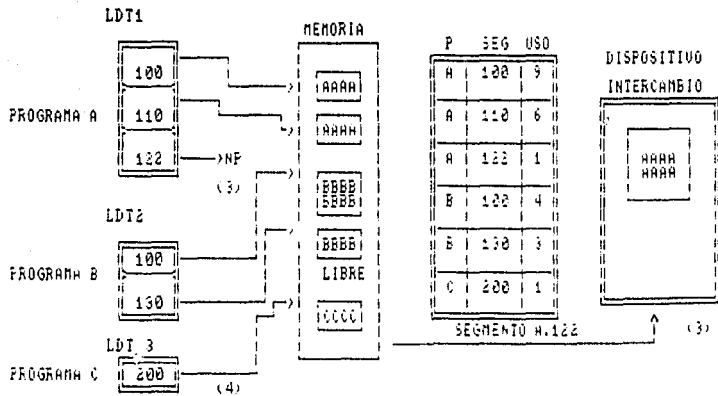 LDT1
MEMORIA
P SEG USO
DISPOSITIVO
INTERCAMBIO
100
AAAA
A 100 9
PROGRAMA A
110
AAAA
A 110 6
AAAA
AAAA
122
NP
A 122 1
(3)
BBBB
BBBB
B 100 4
LDT2
100
BBBB
B 130 3
PROGRAMA B
LIBRE
130
CCCC
C 200 1
SEGMENTO A.122
(3)
LDT 3
PROGRAMA C
200
(4)